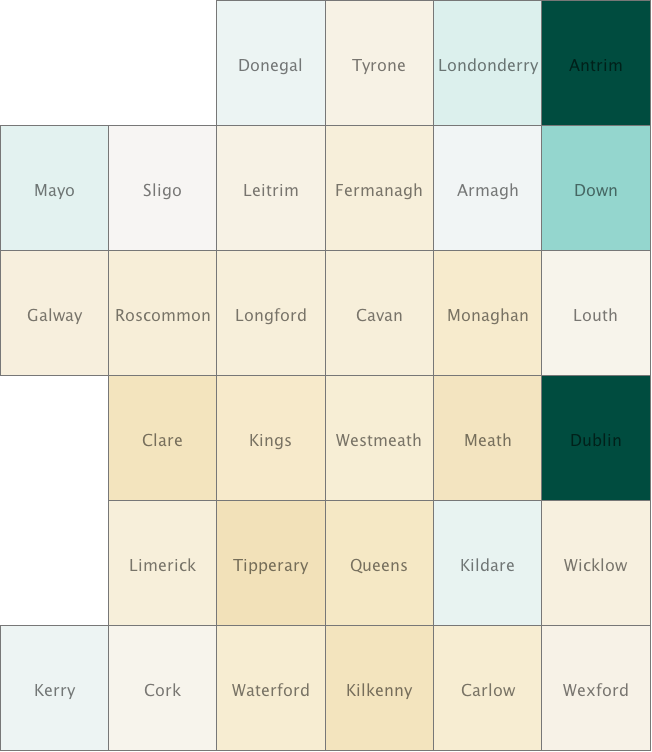 Donegal Tyrone Londonderry Antrim
Mayo Sligo Leitrim Fermanagh Armagh Down
Galway Roscommon Longford Cavan Monaghan Louth
Clare Kings Westmeath Meath Dublin
Limerick Tipperary Queens Kildare Wicklow
Kerry Cork Waterford Kilkenny Carlow Wexford